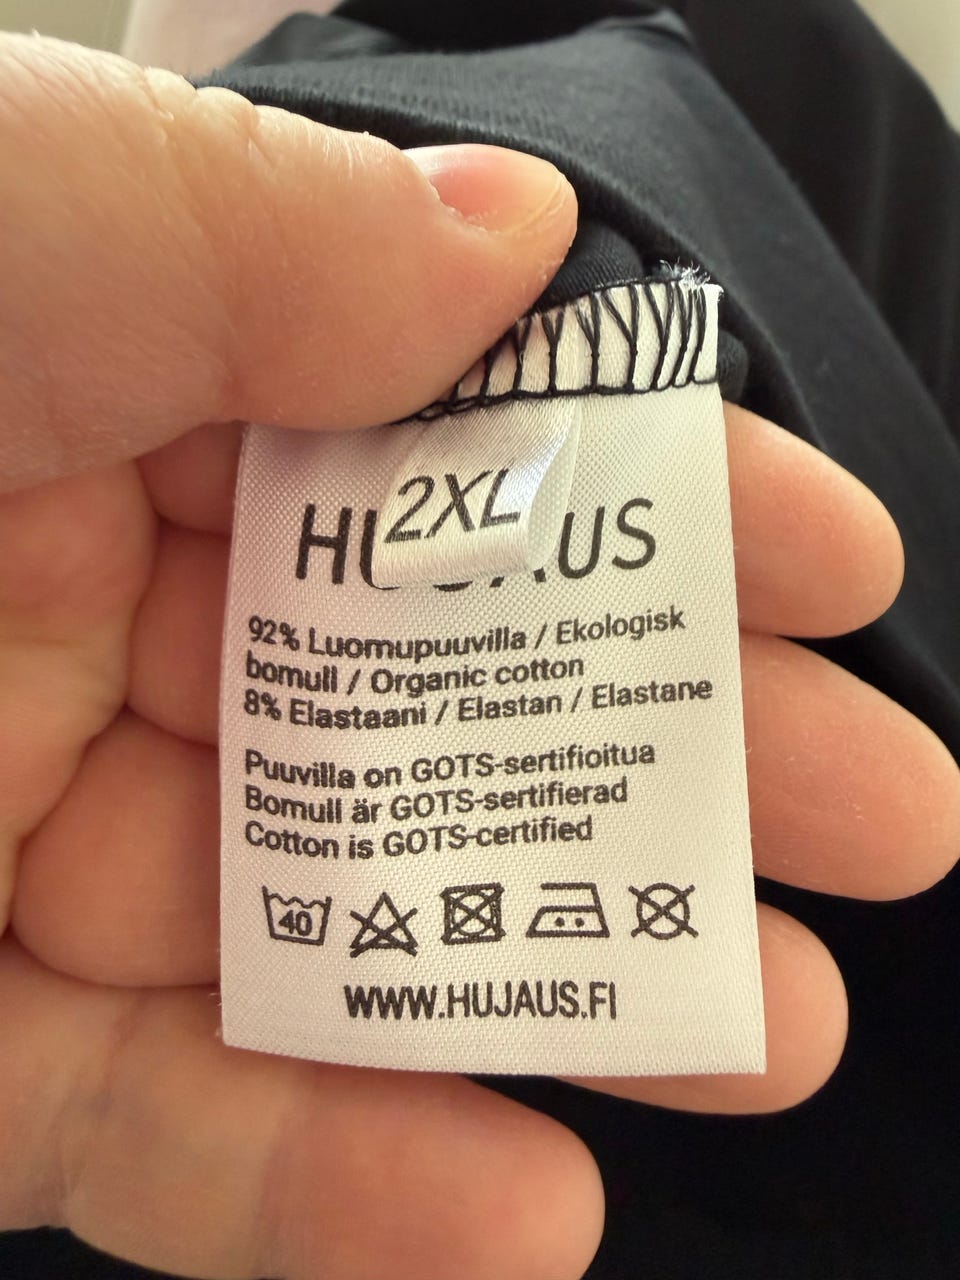 2XL
HUJAUS
92% Luomupuuvilla / Ekologisk
bomull / Organic cotton
8% Elastaani / Elastan / Elastane
Puuvilla on GOTS-sertifioitua
Bomull är GOTS-sertifierad
Cotton is GOTS-certified
40
WWW.HUJAUS.FI